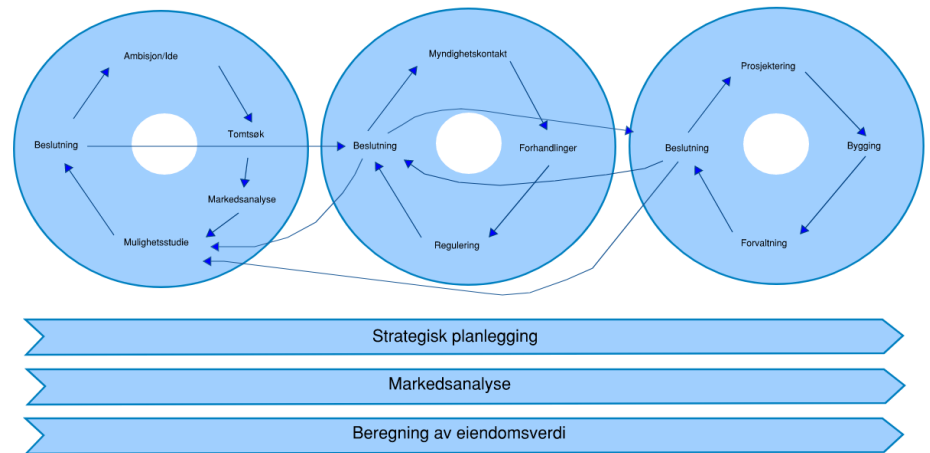 Ambisjon/Ide
Tomtsøk
Markedsanalyse
Mulighetsstudie
Beslutning
Myndighetskontakt
Forhandlinger
Regulering
Beslutning
Prosjektering
Bygging
Forvaltning
Beslutning
Strategisk planlegging
Markedsanalyse
Beregning av eiendomsverdi